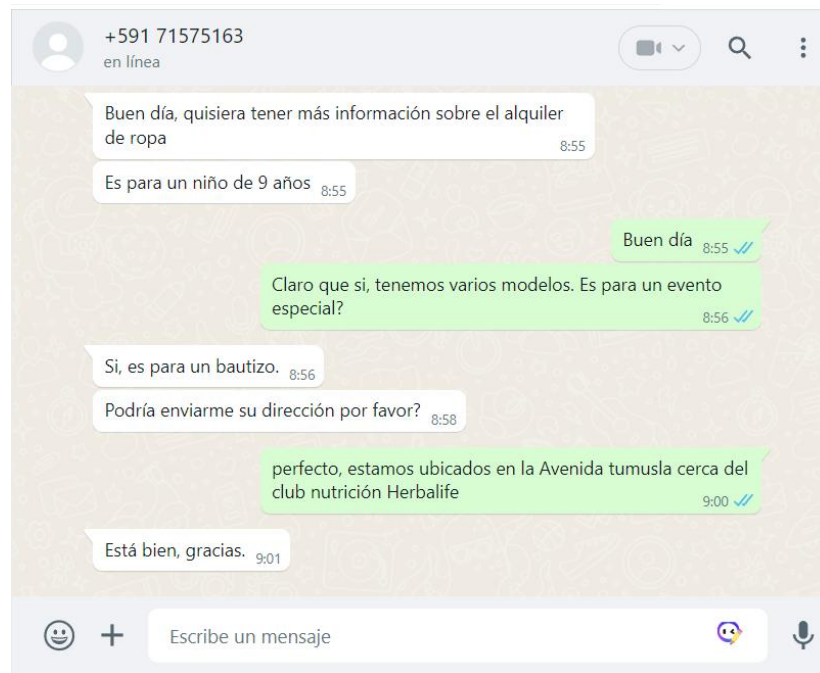 +591 71575163
en línea
Buen día, quisiera tener más información sobre el alquiler
de ropa
8:55
Es para un niño de 9 años 8:55
Buen día 8:55
Claro que si, tenemos varios modelos. Es para un evento
especial?
8:56
Si, es para un bautizo. 8:56
Podría enviarme su dirección por favor? 8:58
perfecto, estamos ubicados en la Avenida tumusla cerca del
club nutrición Herbalife
9:00
Está bien, gracias. 9:01
Escribe un mensaje